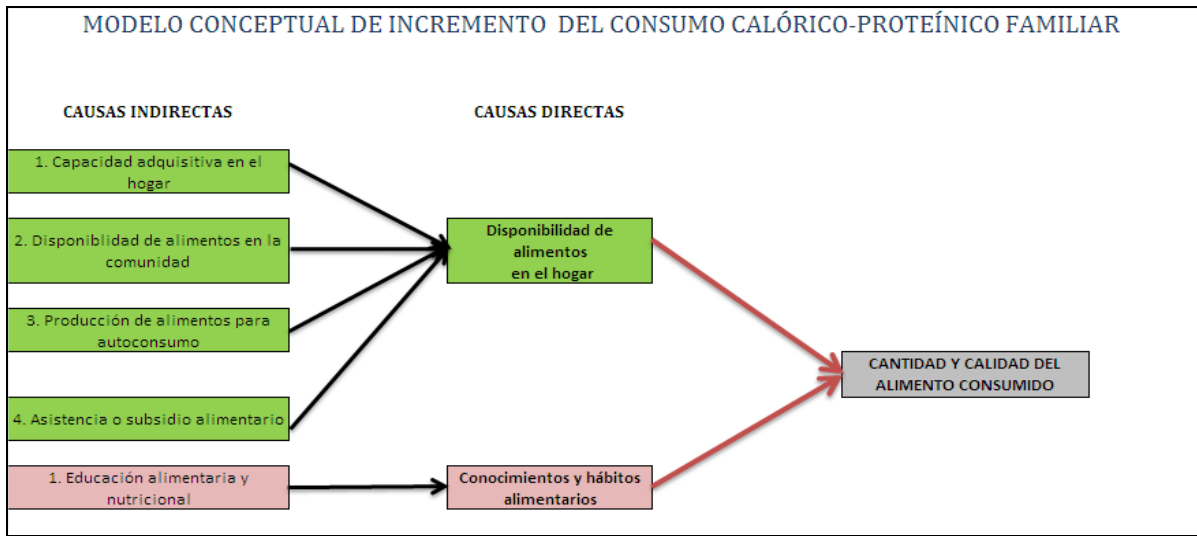 MODELO CONCEPTUAL DE INCREMENTO DEL CONSUMO CALÓRICO-PROTEÍNICO FAMILIAR
CAUSAS INDIRECTAS
CAUSAS DIRECTAS
1. Capacidad adquisitiva en el
hogar
2. Disponiblidad de alimentos en la
comunidad
3. Producción de alimentos para
autoconsumo
4. Asistencia o subsidio alimentario
1. Educación alimentaria y
nutricional
Disponibilidad de
alimentos
en el hogar
Conocimientos y hábitos
alimentarios
CANTIDAD Y CALIDAD DEL
ALIMENTO CONSUMIDO